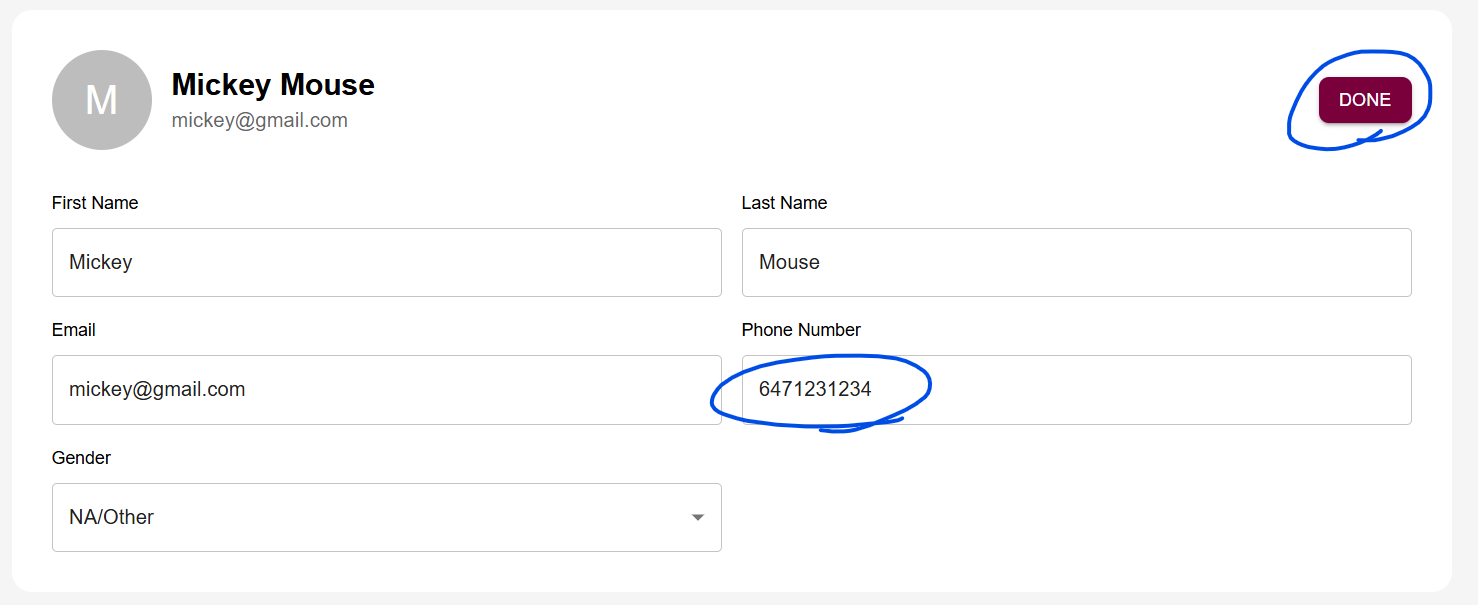 M
Mickey Mouse
mickey@gmail.com
DONE
First Name
Last Name
Mickey
Mouse
Email
Phone Number
mickey@gmail.com
6471231234
Gender
NA/Other